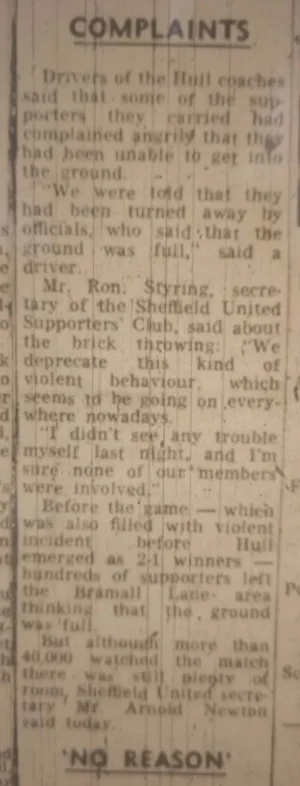 COMPLAINTS
Drivers of the Hull coaches
said that some of the sup-
porters they carried had
complained angrily that they
had been unable to get into
the ground.
"We were told that they
had been turned away by
officials, who said that the
ground was full," said a
driver.
Mr. Ron. Styring, secre-
tary of the Sheffield United
Supporters' Club, said about
the brick throwing: "We
deprecate this kind of
violent behaviour, which
seems to be going on every-
where nowadays.
"I didn't see any trouble
myself last night, and I'm
sure none of our members
were involved."
Before the game — which
was also filled with violent
incident before Hull
emerged as 2-1 winners —
hundreds of supporters left
the Bramall Lane area
thinking that the ground
was full.
But although more than
40,000 watched the match
there was still plenty of
room, Sheffield United secre-
tary Mr. Arnold Newton
said today.
'NO REASON'